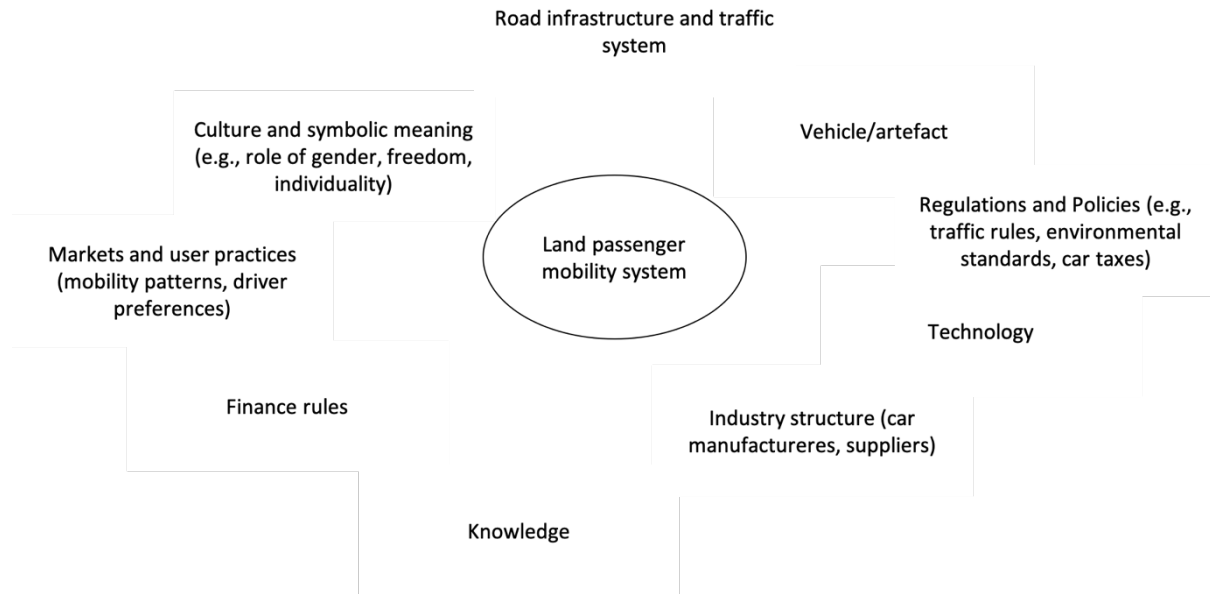 Road infrastructure and traffic
system
Culture and symbolic meaning
(e.g., role of gender, freedom,
individuality)
Vehicle/artefact
Markets and user practices
(mobility patterns, driver
preferences)
Land passenger
mobility system
Regulations and Policies (e.g.,
traffic rules, environmental
standards, car taxes)
Technology
Finance rules
Industry structure (car
manufactureres, suppliers)
Knowledge